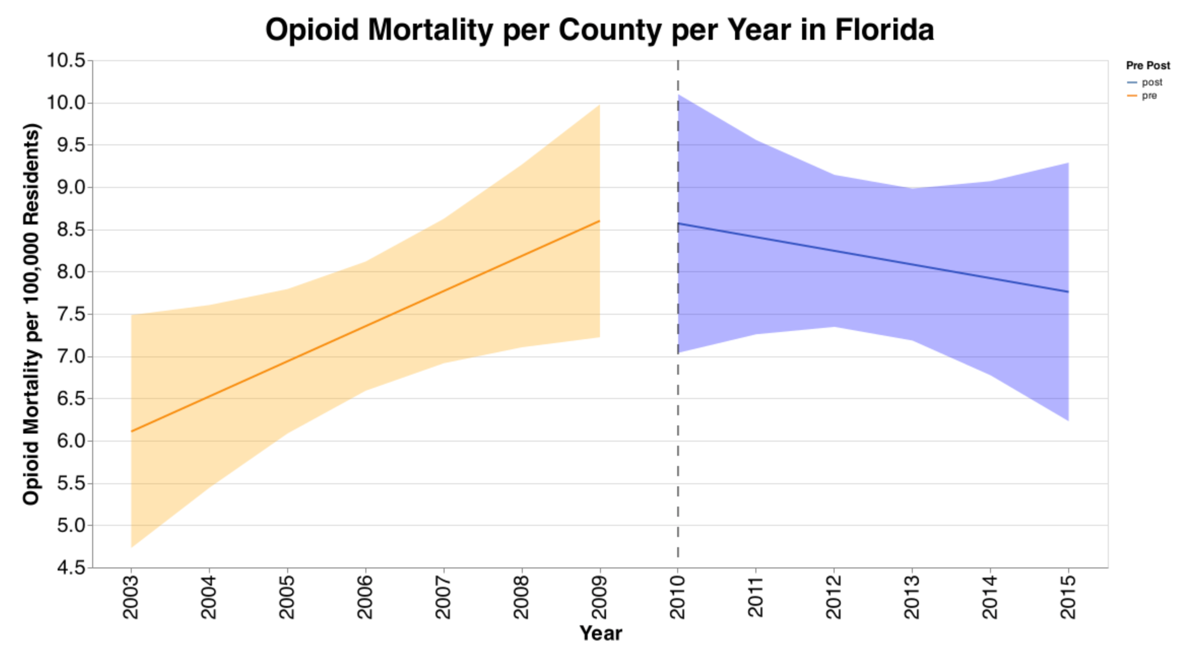 Opioid Mortality per County per Year in Florida
Opioid Mortality per 100,000 Residents)
10.5
10.0
9.5
9.0
8.5
8.0
7.5
7.0
6.5
6.0
5.5
5.0
4.5
2003 2004 2005 2006 2007 2008 2009 2010 2011 2012 2013 2014 2015
Year
Pre Post
post
pre